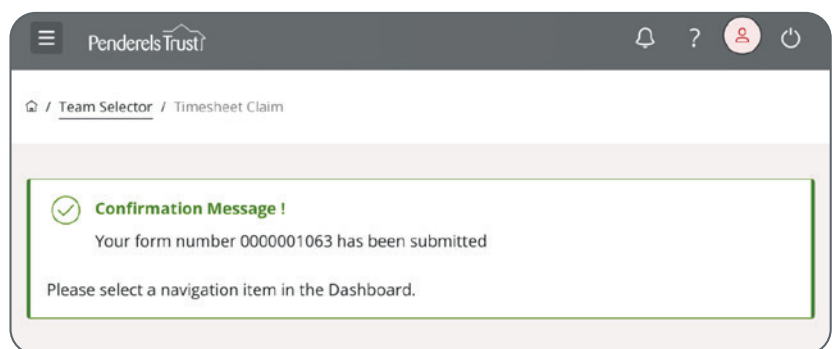 Penderels Trust
?
/ Team Selector / Timesheet Claim
Confirmation Message !
Your form number 0000001063 has been submitted
Please select a navigation item in the Dashboard.